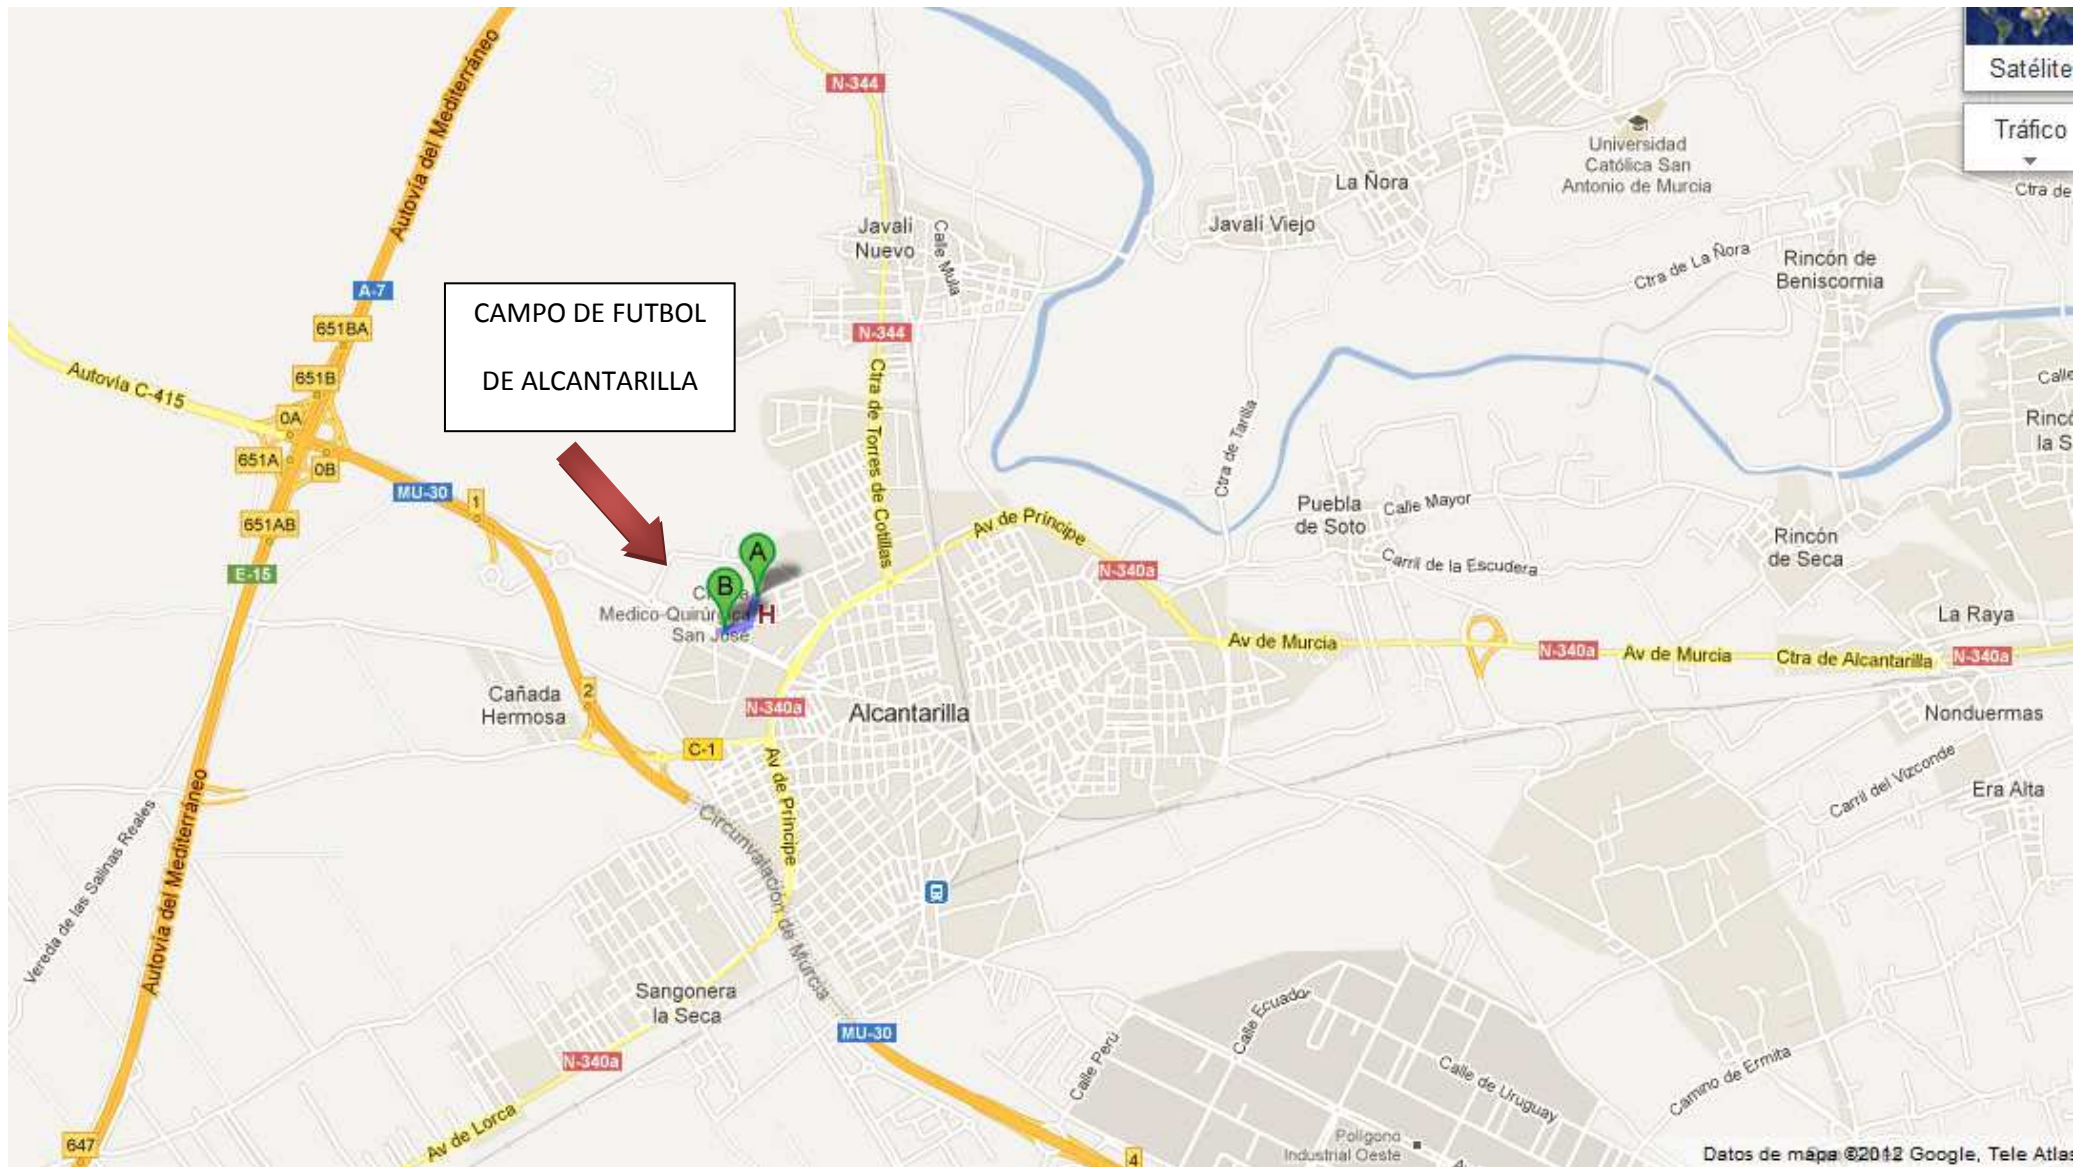 Autovía del Mediterráneo
N-344
Satélite
Tráfico
Universidad
Católica San
Antonio de Murcia
Ctra de
La Ñora
Javalí Viejo
Javalí
Nuevo
Calle Mula
Ctra de La Ñora
Rincón de
Beniscornia
A-7
651BA
CAMPO DE FUTBOL
DE ALCANTARILLA
N-344
Autovía C-415
651B
0A
651A
0B
MU-30
1
651AB
E-15
Ctra de Torres de Cotillas
Ctra de Tarilla
Calle
la S
Puebla
de Soto
Calle Mayor
Carril de la Escudera
Rincón
de Seca
Av de Príncipe
N-340a
A
B
Medico-Quirúrgica
San José
H
La Raya
Av de Murcia
N-340a
Av de Murcia
Ctra de Alcantarilla
N-340a
Cañada
Hermosa
2
N-340a
Alcantarilla
Nonduermas
C-1
Av de Príncipe
Carril del Vizconde
Era Alta
Circunvalación de Murcia
Vereda de las Salinas Reales
Autovía del Mediterráneo
Sangonera
la Seca
MU-30
N-340a
Av de Lorca
647
Calle Perú
Calle Ecuador
Calle de Uruguay
Camino de Ermita
Polígono
Industrial Oeste
4
Datos de mapa ©2012 Google, Tele Atlas